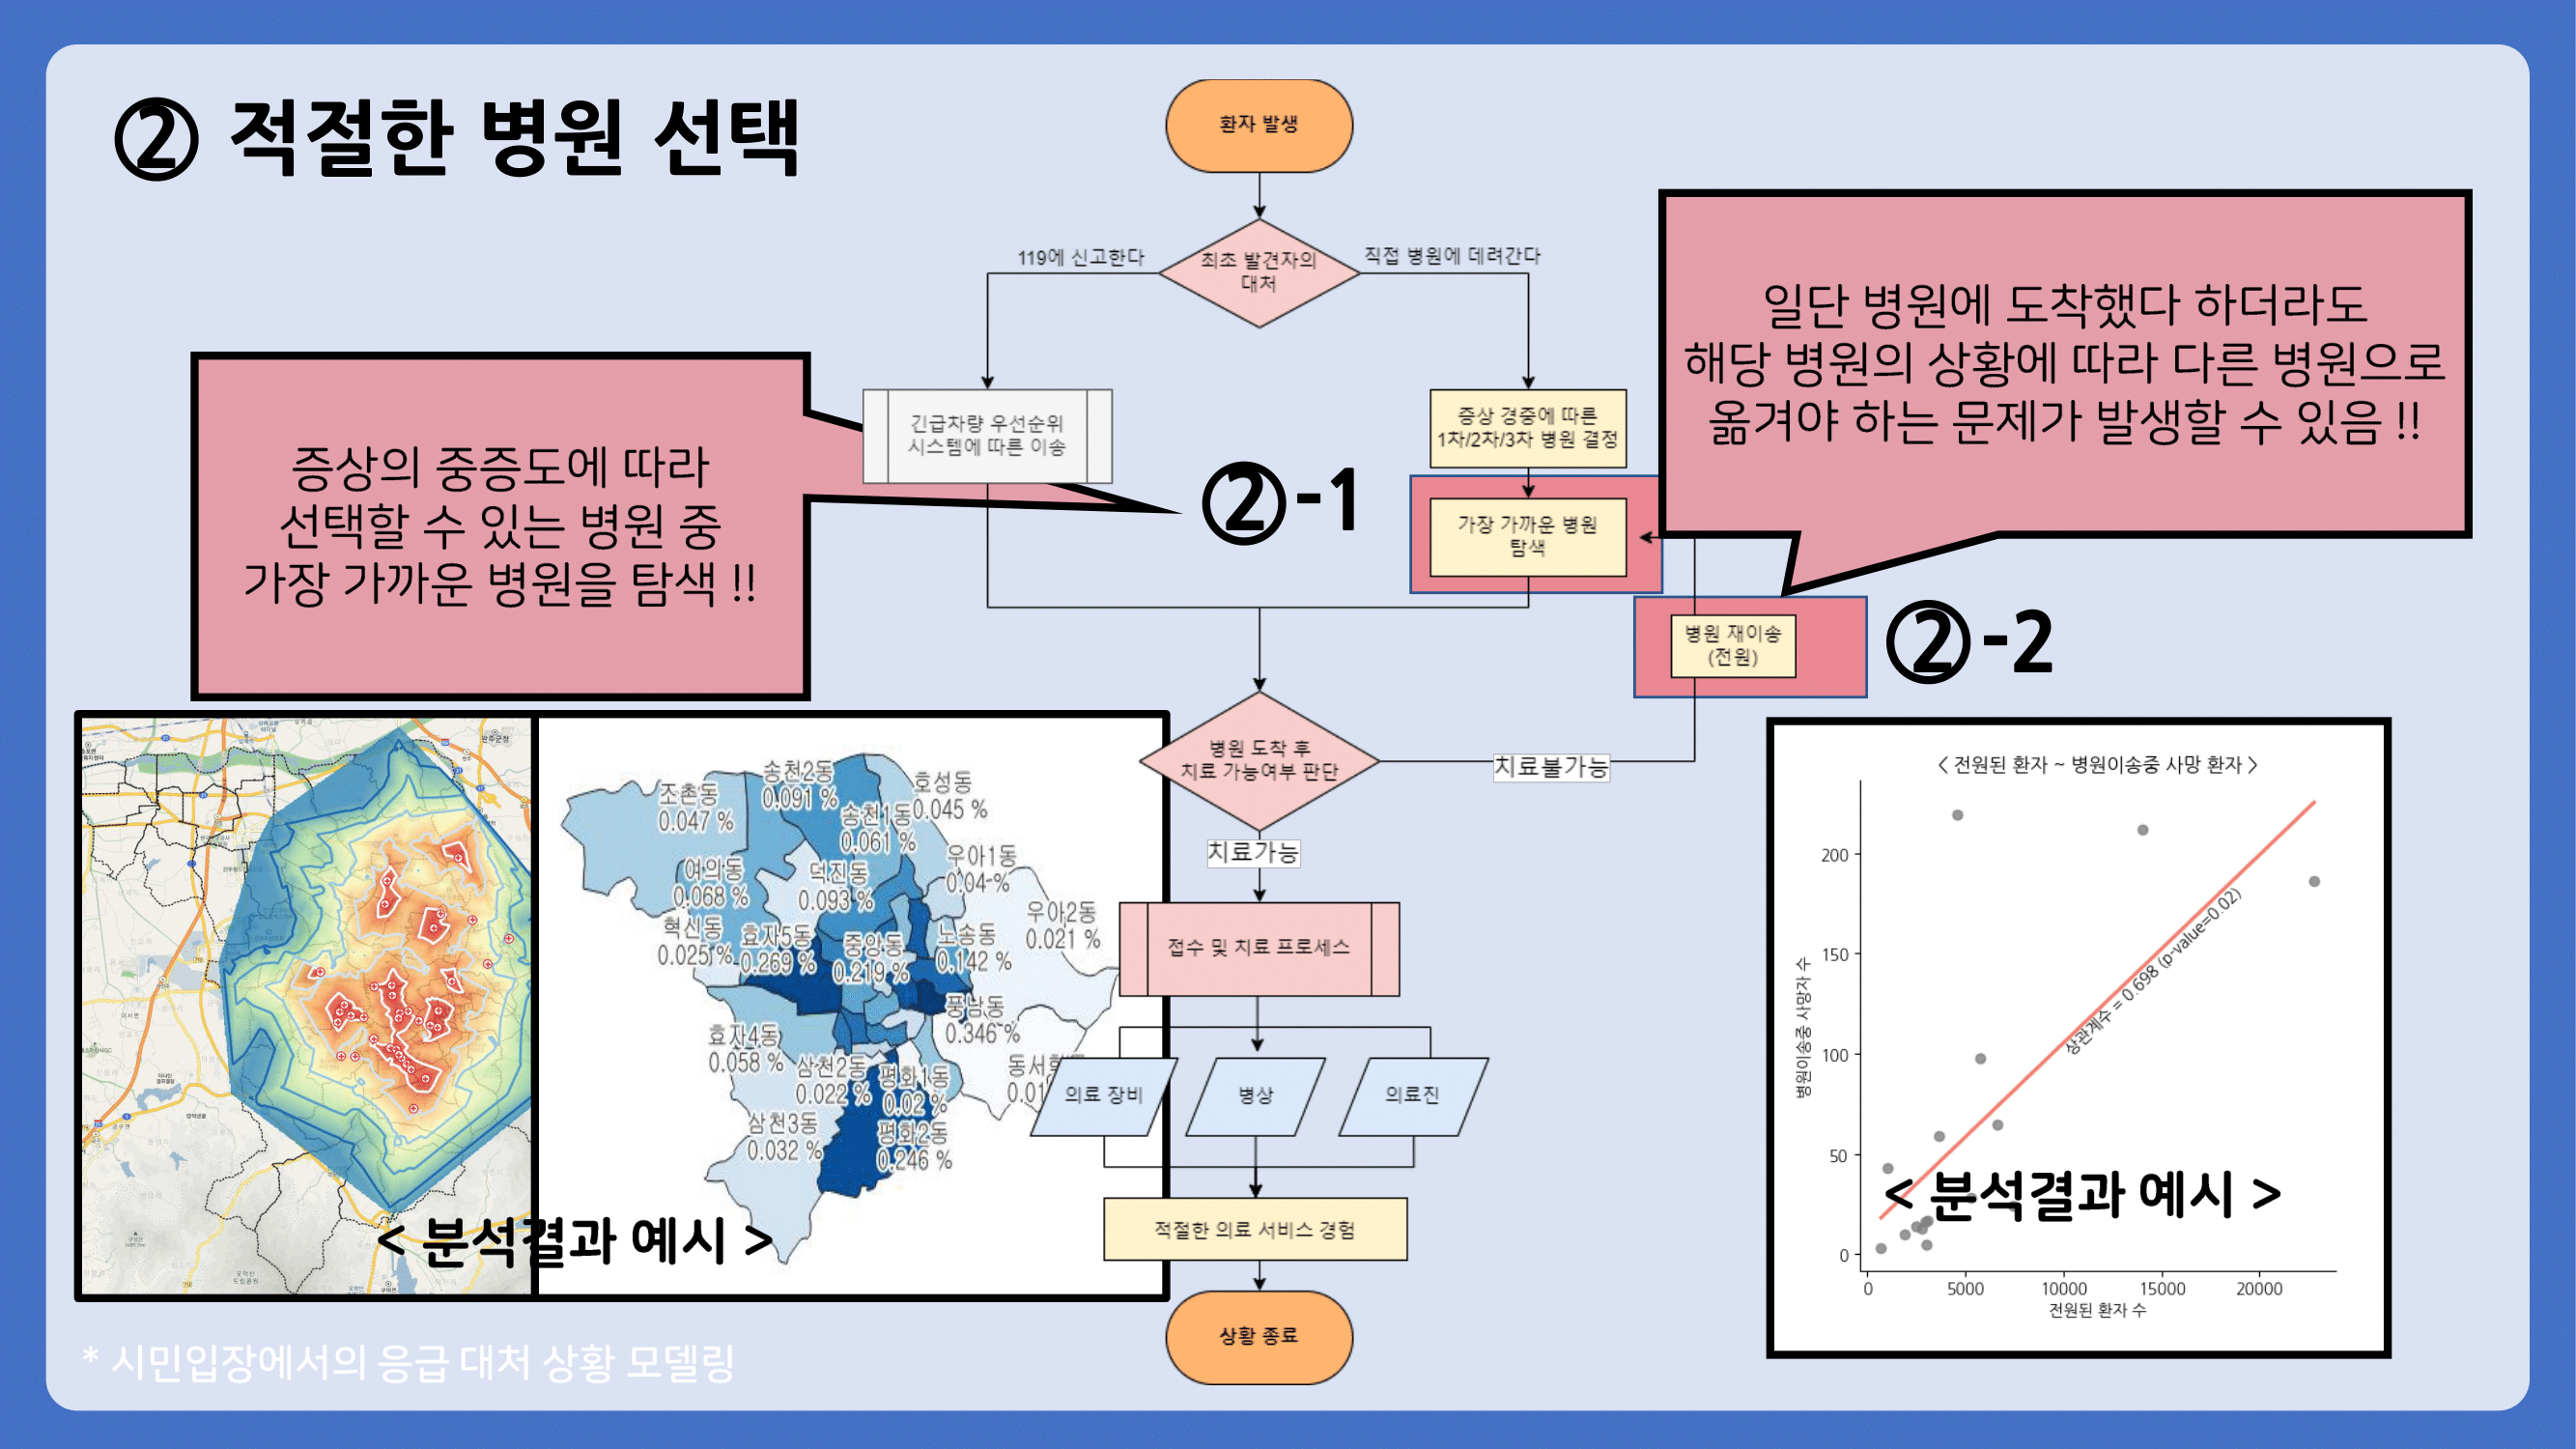 ② 적절한 병원 선택
환자 발생
최초 발견자의
대처
119에 신고한다
직접 병원에 데려간다
긴급차량 우선순위
시스템에 따른 이송
증상 경중에 따른
1차/2차/3차 병원 결정
가장 가까운 병원
탐색
일단 병원에 도착했다 하더라도
해당 병원의 상황에 따라 다른 병원으로
옮겨야 하는 문제가 발생할 수 있음 !!
증상의 중증도에 따라
선택할 수 있는 병원 중
가장 가까운 병원을 탐색 !!
②-1
병원 재이송
(전원)
②-2
병원 도착 후
치료 가능여부 판단
치료불가능
치료가능
접수 및 치료 프로세스
의료 장비
병상
의료진
적절한 의료 서비스 경험
상황 종료
조촌동
0.047 %
송천2동
0.091 %
호성동
0.045 %
송천1동
0.061 %
여의동
0.068 %
덕진동
0.093 %
우아1동
0.04 %
우아2동
0.021 %
혁신동
0.025 %
효자5동
0.269 %
중앙동
0.219 %
노송동
0.142 %
풍남동
0.346 %
효자4동
0.058 %
삼천2동
0.022 %
평화1동
0.02 %
동서
0.01
삼천3동
0.032 %
평화2동
0.246 %
< 분석결과 예시 >
< 전원된 환자 ~ 병원이송중 사망 환자 >
병원이송중 사망자 수
200
150
100
50
0
상관계수 = 0.698 (p-value=0.02)
< 분석결과 예시 >
0 5000 10000 15000 20000
전원된 환자 수
* 시민입장에서의 응급 대처 상황 모델링